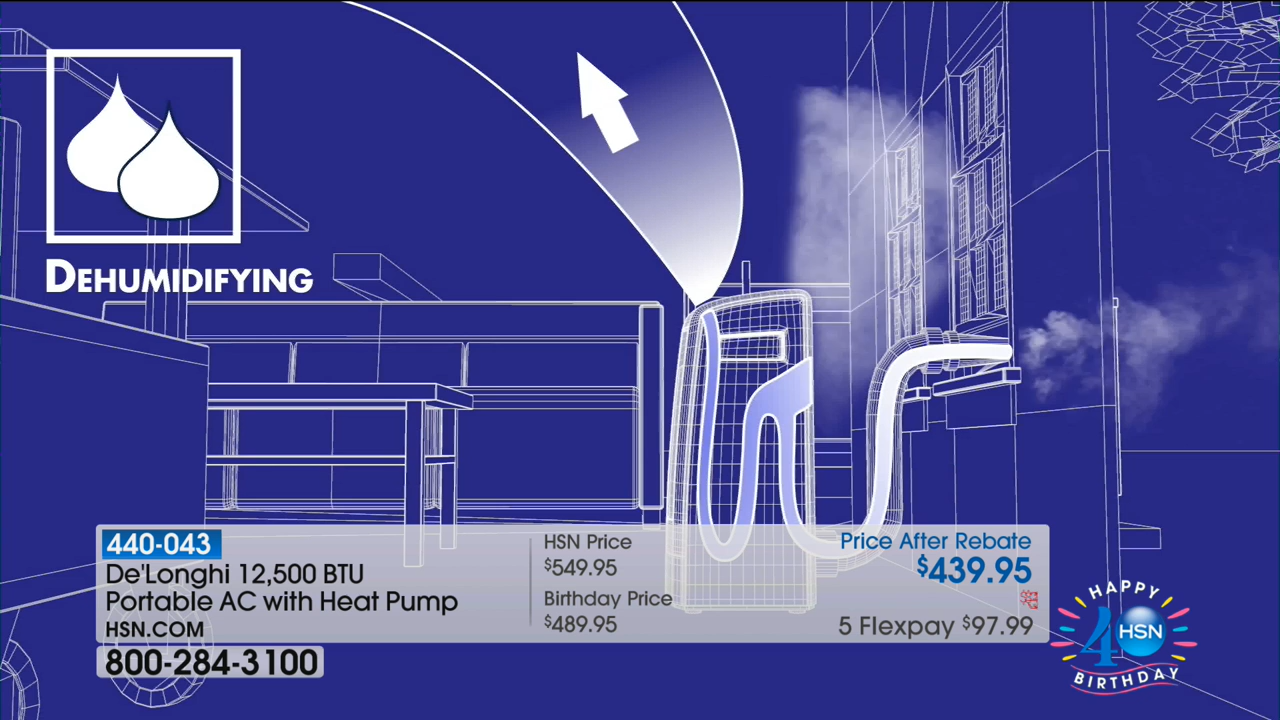 DEHUMIDIFYING
440-043
De'Longhi 12,500 BTU
Portable AC with Heat Pump
HSN.COM
800-284-3100
HSN Price
$549.95
Birthday Price
$489.95
Price After Rebate
$439.95
5 Flexpay $97.99
HAPPY
40 HSN
BIRTHDAY